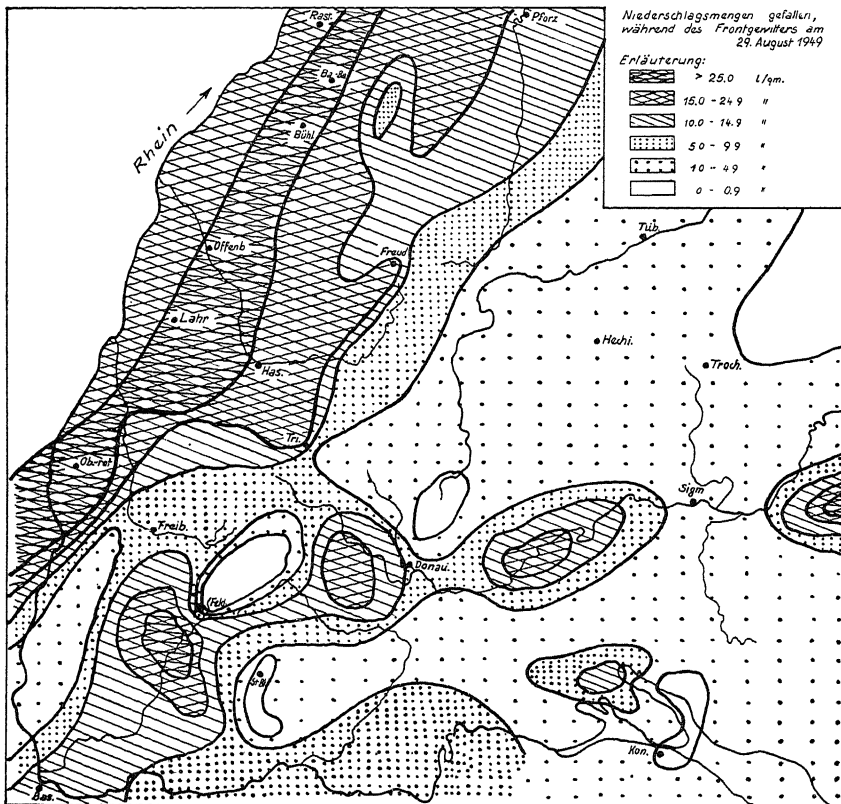 Niederschlagsmengen gefallen,
während des Frontgewitters am
29. August 1949
Erläuterung:
> 25.0 l/qm.
15.0 - 24.9 "
10.0 - 14.9 "
5.0 - 9.9 "
1.0 - 4.9 "
0 - 0.9 "
Rast.
Pforz
Ba.-Ba.
Bühl.
Rhein
Offenb.
Tüb.
Freud.
Lahr
Hechi.
Troch.
Has.
Tri.
Ob.-rot
Sigm.
Freib.
Donau.
Feld.
St.Bl.
Kon.
Bas.